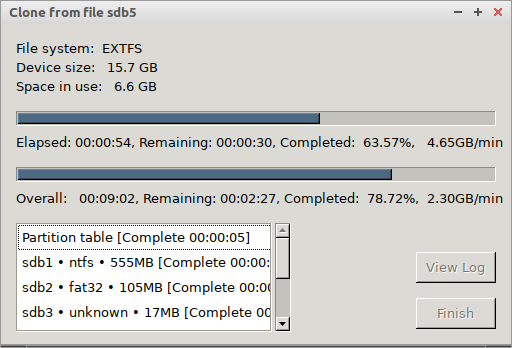 Clone from file sdb5
File system: EXTFS
Device size: 15.7 GB
Space in use: 6.6 GB
Elapsed: 00:00:54, Remaining: 00:00:30, Completed: 63.57%, 4.65GB/min
Overall: 00:09:02, Remaining: 00:02:27, Completed: 78.72%, 2.30GB/min
Partition table [Complete 00:00:05]
sdb1 • ntfs • 555MB [Complete 00:00:
sdb2 • fat32 • 105MB [Complete 00:0
sdb3 • unknown • 17MB [Complete 00
View Log
Finish